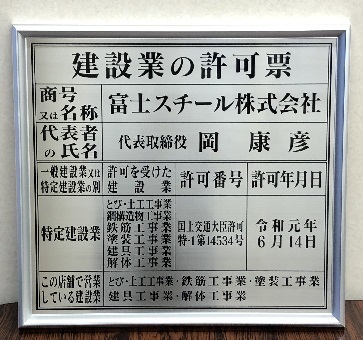 建設業の許可票
商号
又は名称
富士スチール株式会社
代表者
の氏名
代表取締役 岡 康彦
一般建設業又は
特定建設業の別
許可を受けた
建設業
許可番号
許可年月日
特定建設業
とび・土工工事業
鋼構造物工事業
鉄筋工事業
塗装工事業
建具工事業
解体工事業
国土交通大臣許可
特-1第14534号
令和元年
6月14日
この店舗で営業
している建設業
とび・土工工事業・鉄筋工事業・塗装工事業
建具工事業・解体工事業